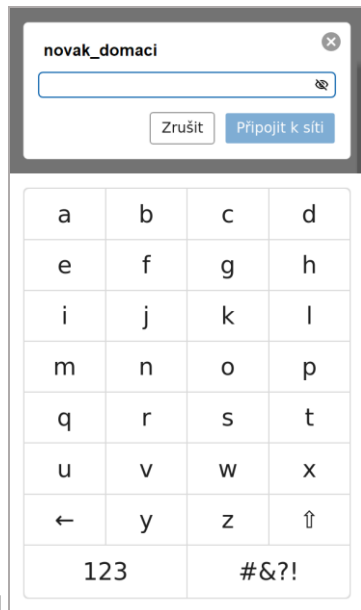 novak_domaci
Zrušit Připojit k síti
a b c d
e f g h
i j k l
m n o p
q r s t
u v w x
← y z ⇧
123 #&?!